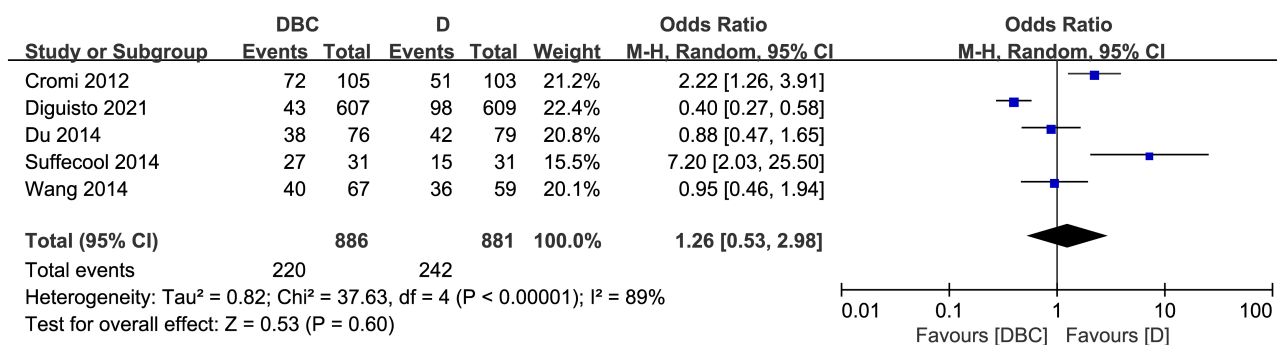 DBC D Odds Ratio Odds Ratio
Study or Subgroup Events Total Events Total Weight M-H, Random, 95% CI M-H, Random, 95% CI
Cromi 2012 72 105 51 103 21.2% 2.22 [1.26, 3.91]
Diguisto 2021 43 607 98 609 22.4% 0.40 [0.27, 0.58]
Du 2014 38 76 42 79 20.8% 0.88 [0.47, 1.65]
Suffecool 2014 27 31 15 31 15.5% 7.20 [2.03, 25.50]
Wang 2014 40 67 36 59 20.1% 0.95 [0.46, 1.94]
Total (95% CI) 886 881 100.0% 1.26 [0.53, 2.98]
Total events 220 242
Heterogeneity: Tau² = 0.82; Chi² = 37.63, df = 4 (P < 0.00001); I² = 89%
Test for overall effect: Z = 0.53 (P = 0.60)
0.01 0.1 1 10 100
Favours [DBC] Favours [D]